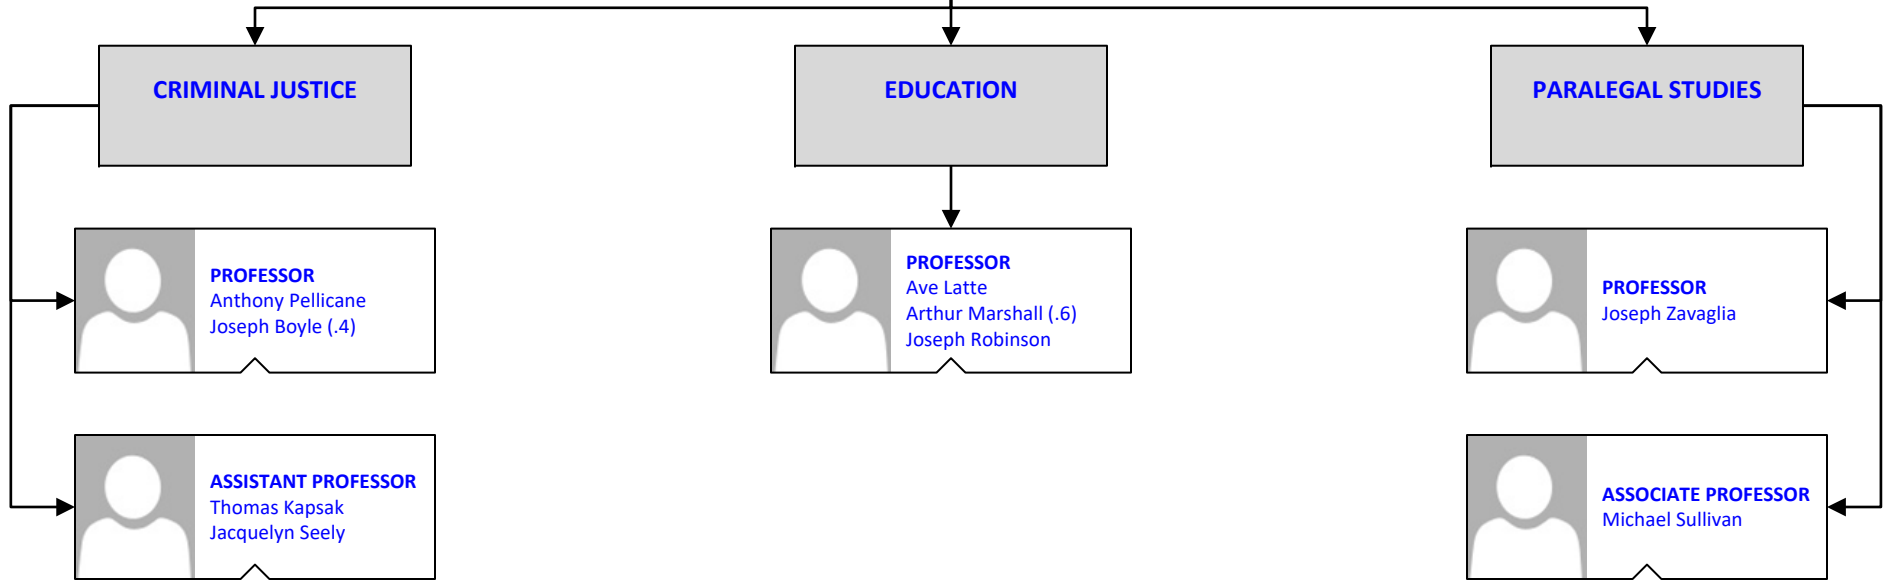 CRIMINAL JUSTICE
EDUCATION
PARALEGAL STUDIES
PROFESSOR
Anthony Pellicane
Joseph Boyle (.4)
PROFESSOR
Ave Latte
Arthur Marshall (.6)
Joseph Robinson
PROFESSOR
Joseph Zavaglia
ASSISTANT PROFESSOR
Thomas Kapsak
Jacquelyn Seely
ASSOCIATE PROFESSOR
Michael Sullivan